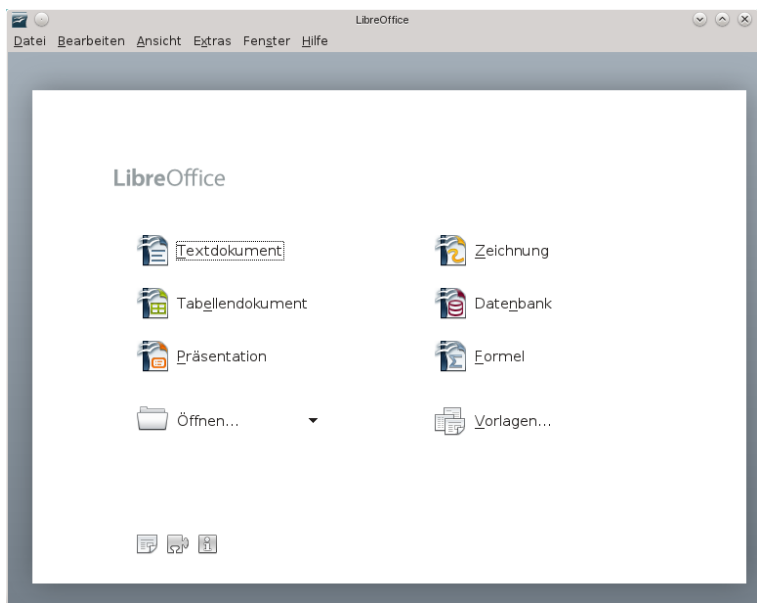 LibreOffice
Datei Bearbeiten Ansicht Extras Fenster Hilfe
LibreOffice
Textdokument
Zeichnung
Tabellendokument
Datenbank
Präsentation
Formel
Öffnen...
Vorlagen...